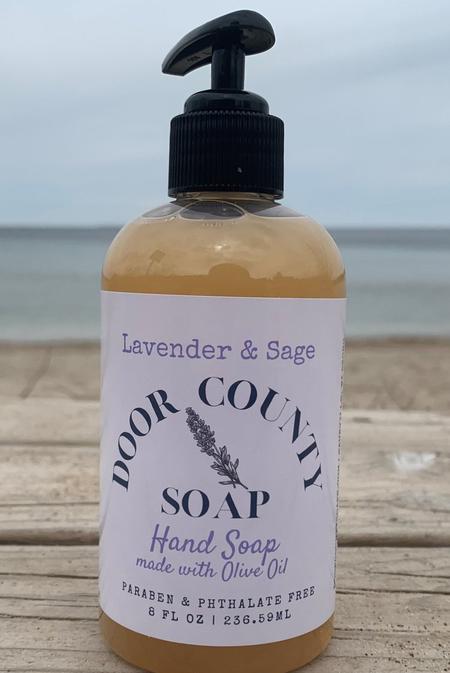 Lavender & Sage
DOOR COUNTY
SOAP
Hand Soap
made with Olive Oil
PARABEN & PHTHALATE FREE
8 FL OZ | 236.59ML